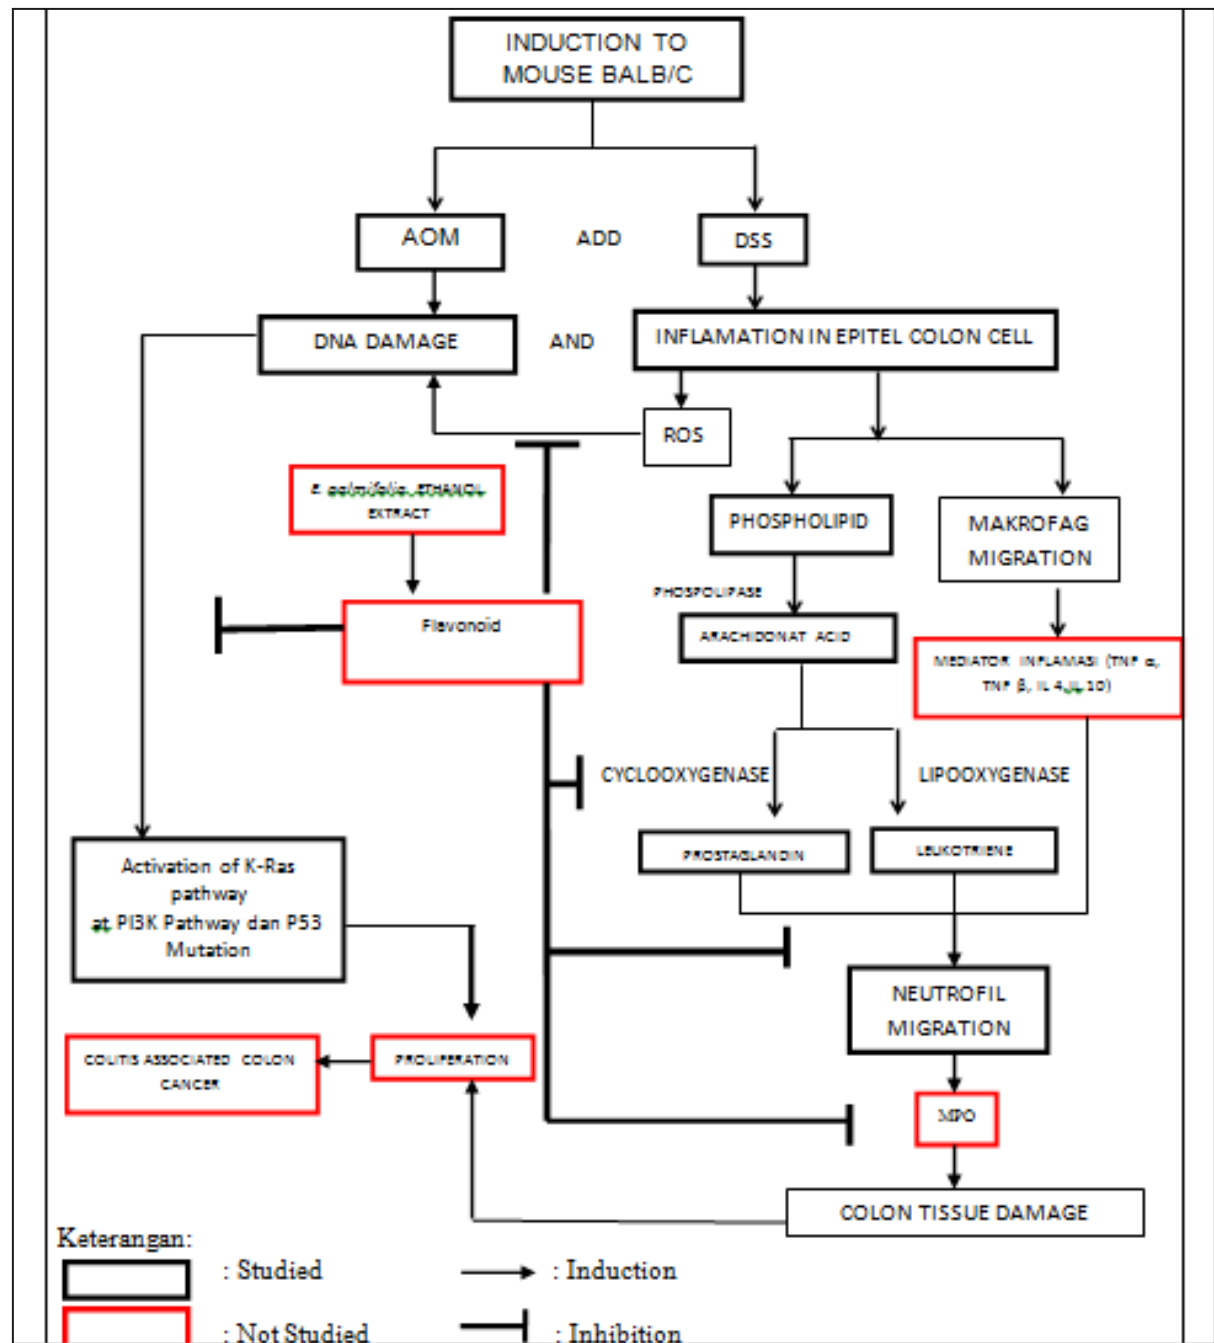 INDUCTION TO
MOUSE BALB/C
AOM
ADD
DSS
DNA DAMAGE
AND
INFLAMATION IN EPITEL COLON CELL
ROS
E. palmifolia ETHANOL
EXTRACT
PHOSPHOLIPID
MAKROFAG
MIGRATION
PHOSPOLIPASE
Flavonoid
ARACHIDONAT ACID
MEDIATOR INFLAMASI (TNF α,
TNF β, IL 4,IL 10)
CYCLOOXYGENASE
LIPOOXYGENASE
PROSTAGLANDIN
LEUKOTRIENE
Activation of K-Ras
pathway
at PI3K Pathway dan P53
Mutation
NEUTROFIL
MIGRATION
COLITIS ASSOCIATED COLON
CANCER
PROLIFERATION
MPO
COLON TISSUE DAMAGE
Keterangan:
: Studied
: Induction
: Not Studied
: Inhibition